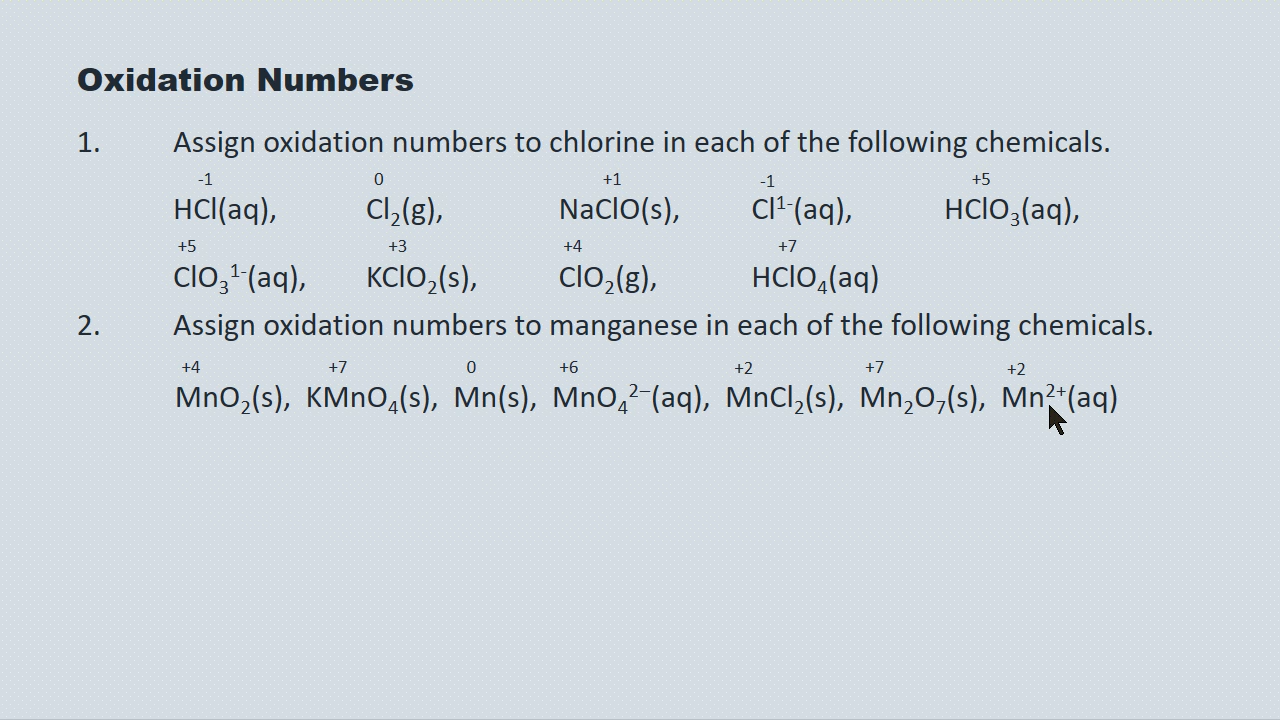 Oxidation Numbers
1. Assign oxidation numbers to chlorine in each of the following chemicals.
-1 0 +1 -1 +5
HCl(aq), Cl₂(g), NaClO(s), Cl¹⁻(aq), HClO₃(aq),
+5 +3 +4 +7
ClO₃¹⁻(aq), KClO₂(s), ClO₂(g), HClO₄(aq)
2. Assign oxidation numbers to manganese in each of the following chemicals.
+4 +7 0 +6 +2 +7 +2
MnO₂(s), KMnO₄(s), Mn(s), MnO₄²⁻(aq), MnCl₂(s), Mn₂O₇(s), Mn²⁺(aq)